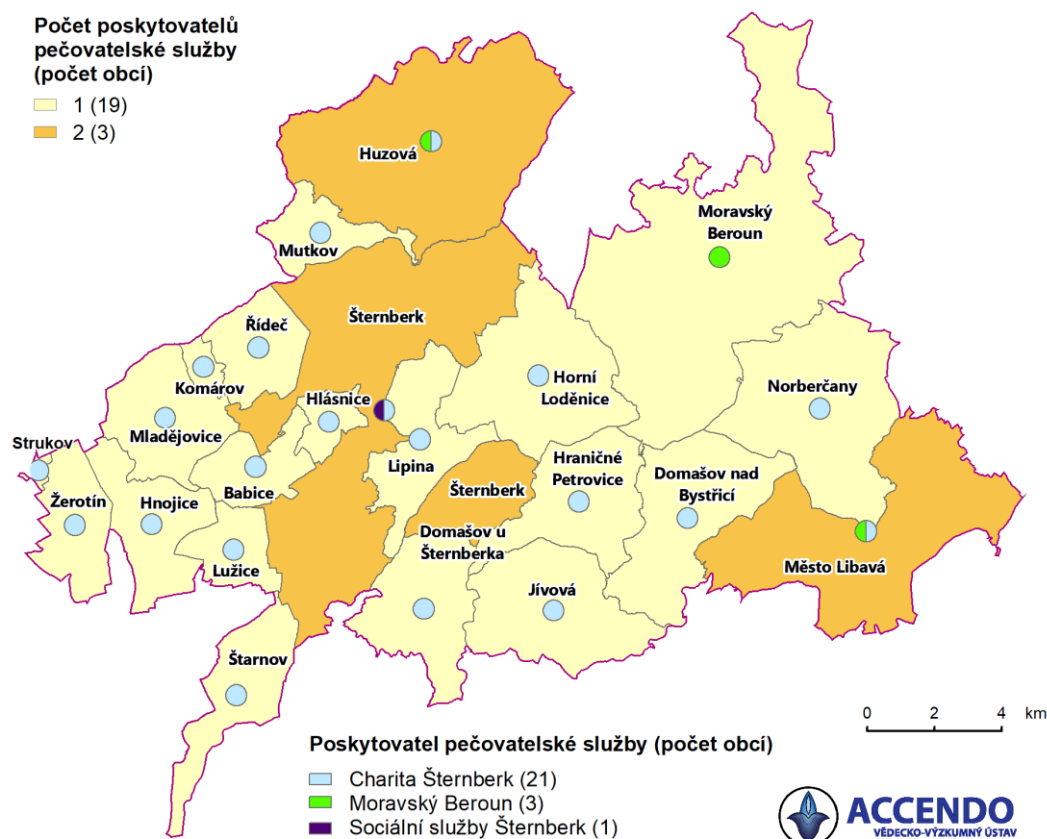 Počet poskytovatelů
pečovatelské služby
(počet obcí)
1 (19)
2 (3)
Huzová
Moravský
Beroun
Mutkov
Šternberk
Řídeč
Komárov
Horní
Loděnice
Norberčany
Hlásnice
Mladějovice
Strukov
Lipina
Hraničné
Petrovice
Domašov nad
Bystřicí
Babice
Šternberk
Žerotín
Hnojice
Domašov u
Šternberka
Město Libavá
Lužice
Jívová
Štarnov
0 2 4 km
Poskytovatel pečovatelské služby (počet obcí)
Charita Šternberk (21)
Moravský Beroun (3)
Sociální služby Šternberk (1)
ACCENDO
VĚDECKO-VÝZKUMNÝ ÚSTAV